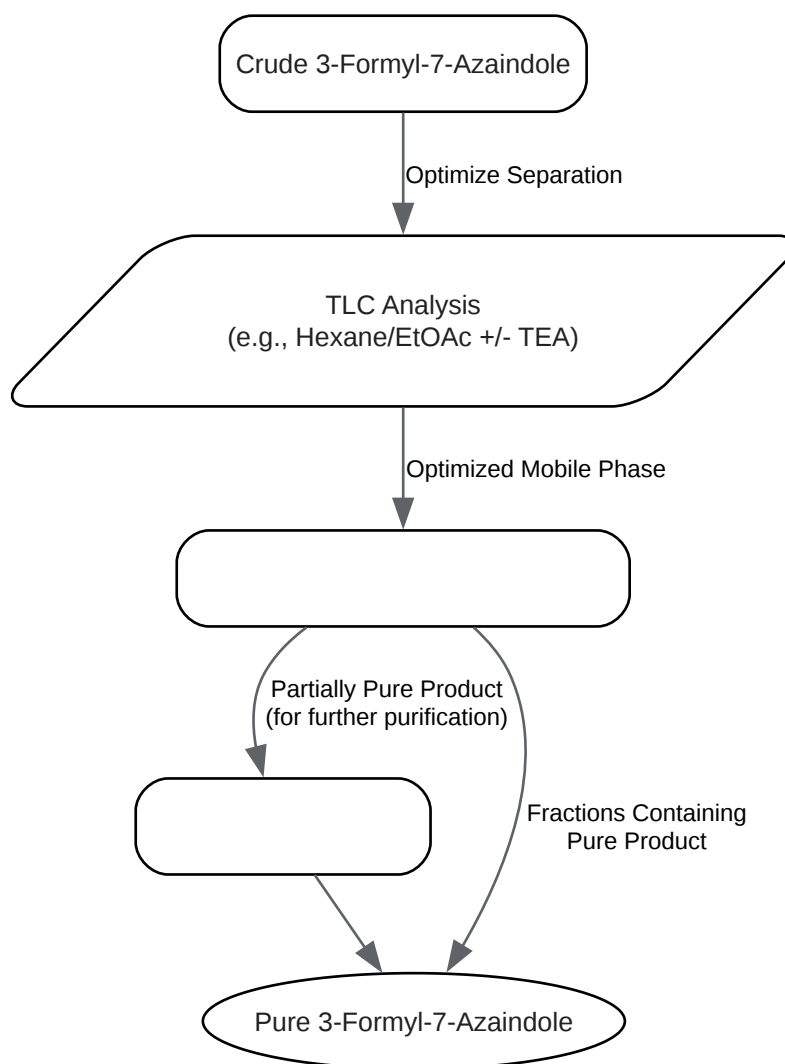 Crude 3-Formyl-7-Azaindole
Optimize Separation
TLC Analysis
(e.g., Hexane/EtOAc +/- TEA)
Optimized Mobile Phase
Partially Pure Product
(for further purification)
Fractions Containing
Pure Product
Pure 3-Formyl-7-Azaindole